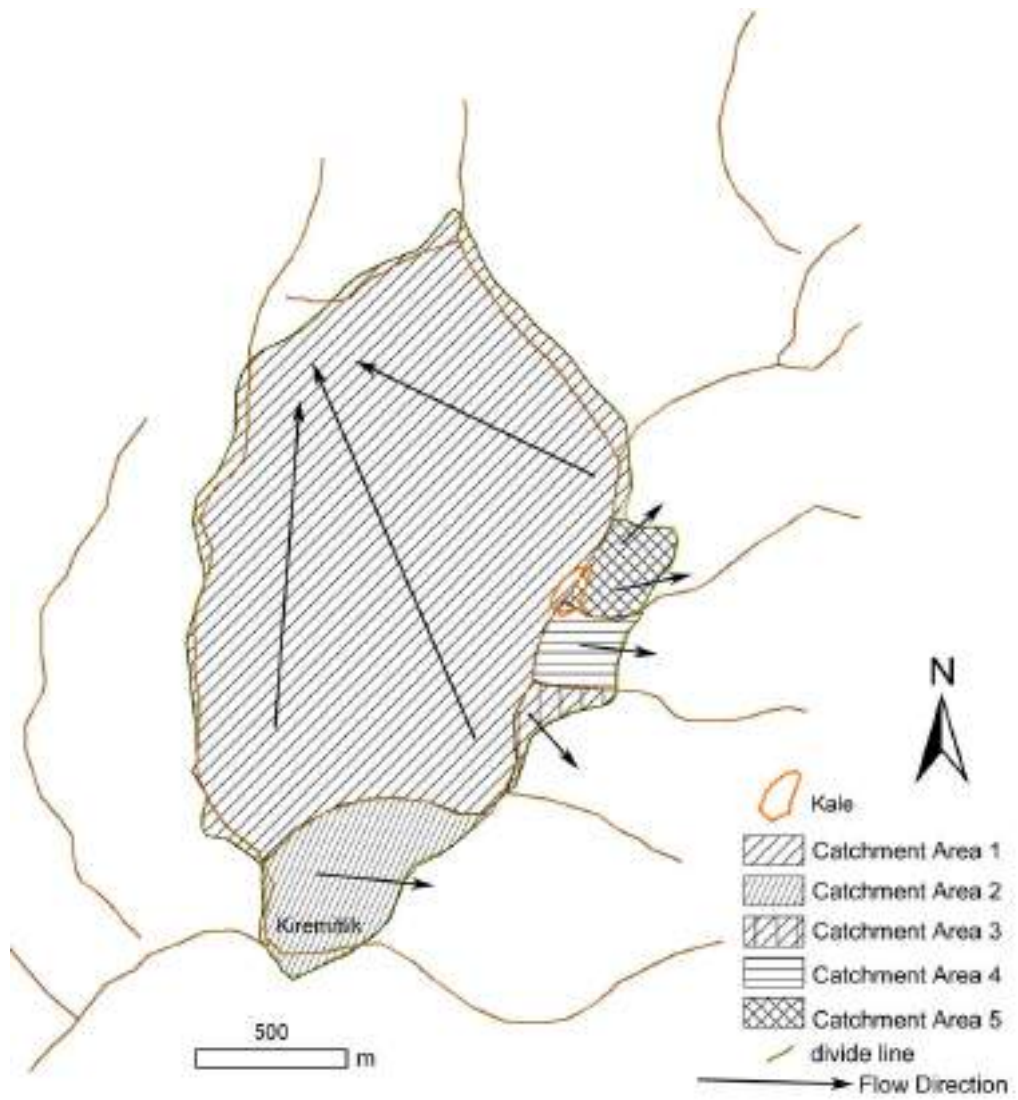 N
Kale
Catchment Area 1
Catchment Area 2
Catchment Area 3
Catchment Area 4
Catchment Area 5
divide line
Flow Direction
Kiremitlik
500
m